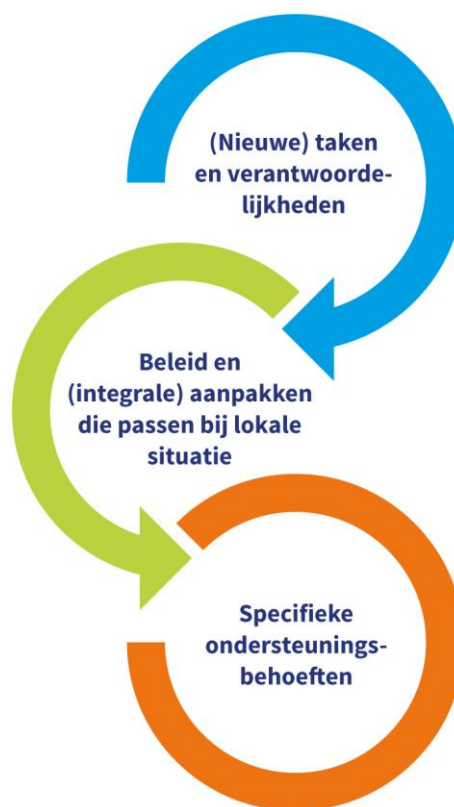 (Nieuwe) taken
en verantwoorde-
lijkheden
Beleid en
(integrale) aanpakken
die passen bij lokale
situatie
Specifieke
ondersteunings-
behoeften